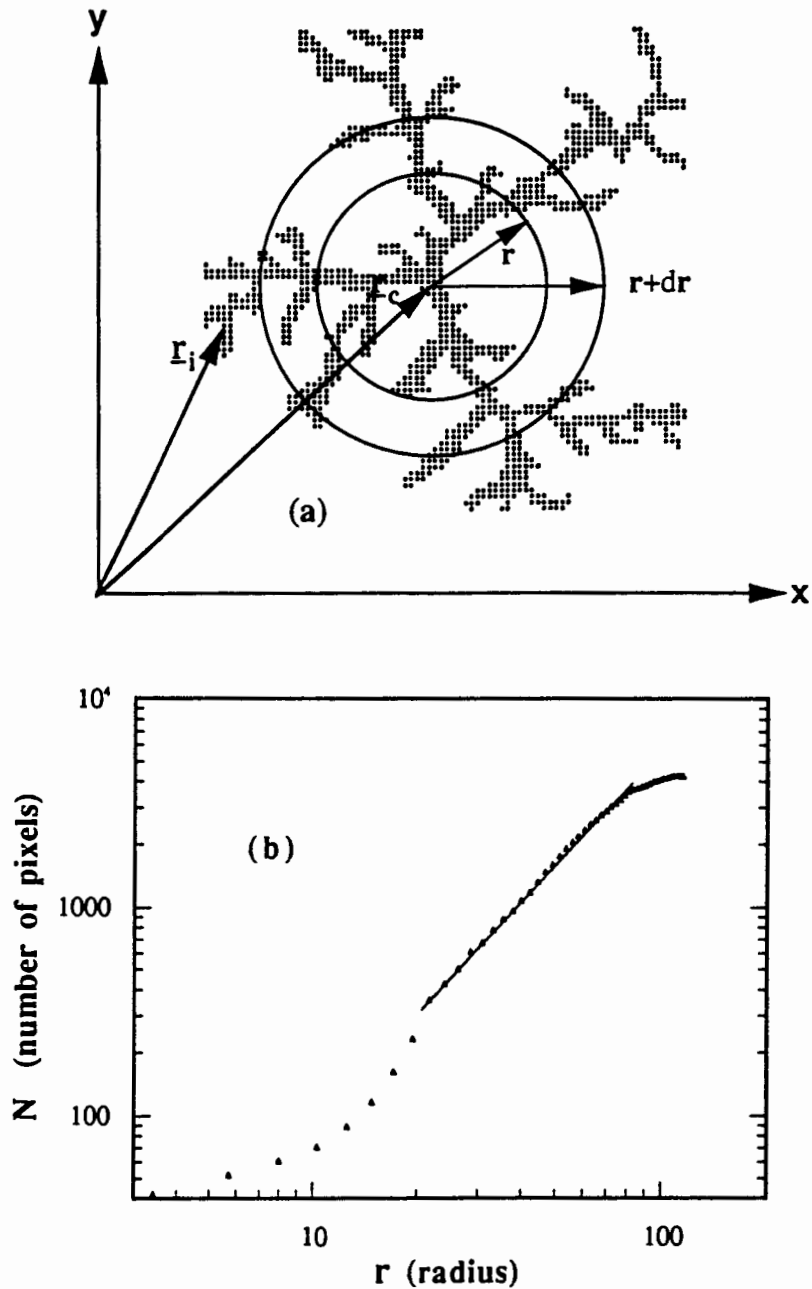 y
r
r+dr
r_c
r_i
(a)
x
10⁴
(b)
1000
100
N (number of pixels)
10
100
r (radius)